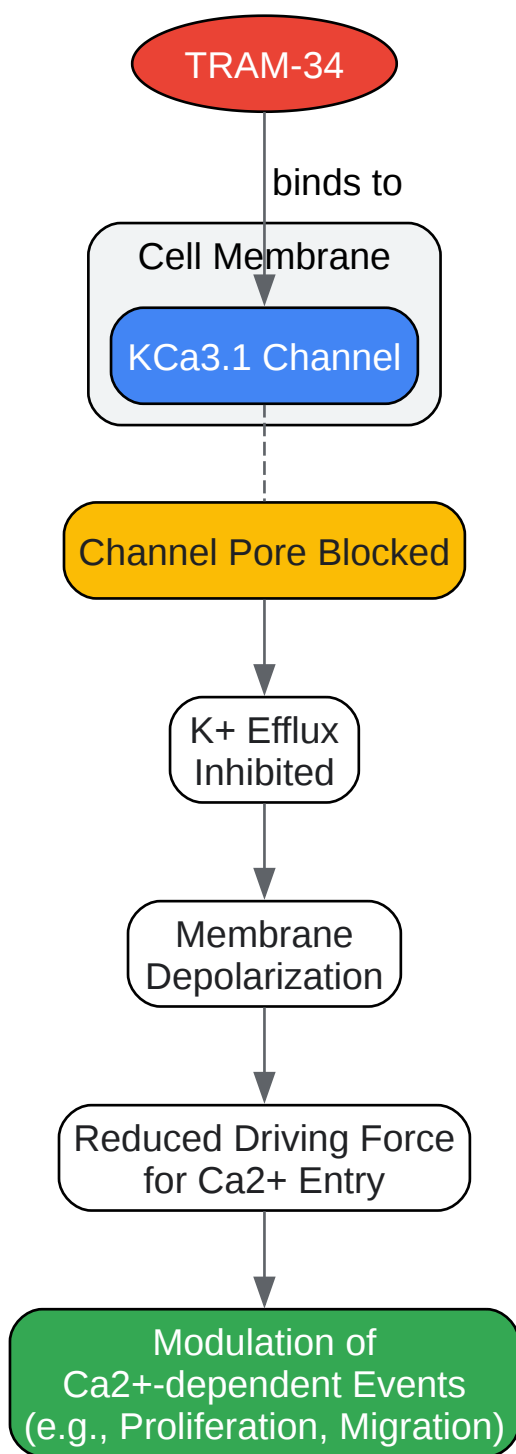 TRAM-34
binds to
Cell Membrane
KCa3.1 Channel
Channel Pore Blocked
K+ Efflux
Inhibited
Membrane
Depolarization
Reduced Driving Force
for Ca2+ Entry
Modulation of
Ca2+-dependent Events
(e.g., Proliferation, Migration)